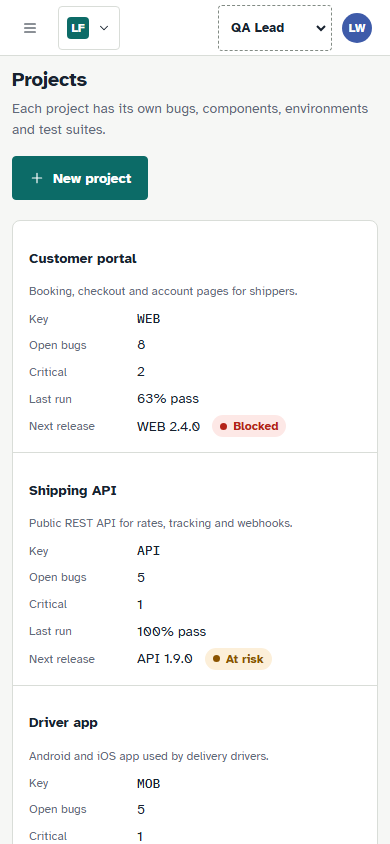 LF
QA Lead
LW
Projects
Each project has its own bugs, components, environments
and test suites.
New project
Customer portal
Booking, checkout and account pages for shippers.
Key WEB
Open bugs 8
Critical 2
Last run 63% pass
Next release WEB 2.4.0 Blocked
Shipping API
Public REST API for rates, tracking and webhooks.
Key API
Open bugs 5
Critical 1
Last run 100% pass
Next release API 1.9.0 At risk
Driver app
Android and iOS app used by delivery drivers.
Key MOB
Open bugs 5
Critical 1